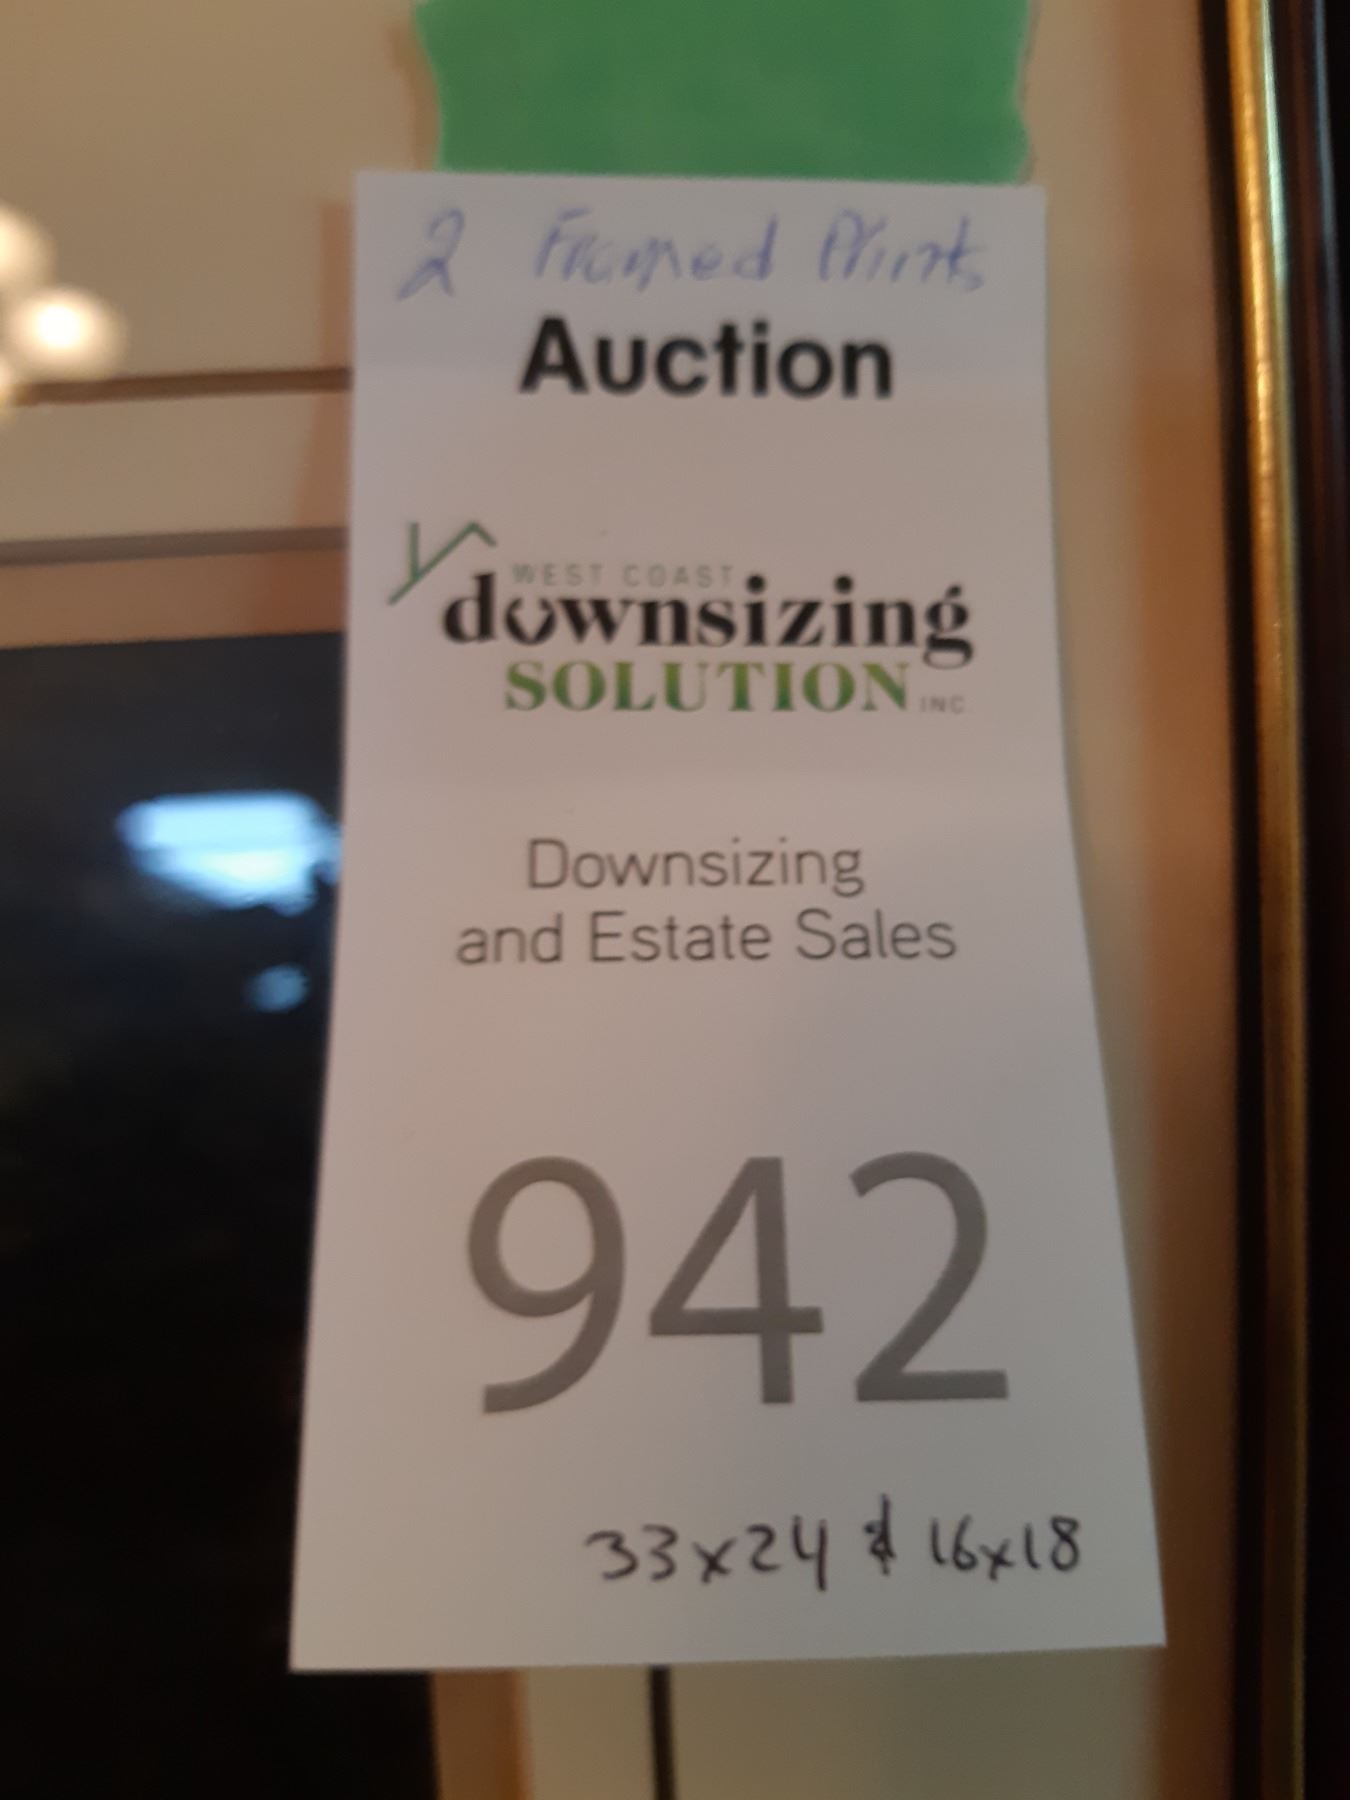 2 Framed Prints
Auction
WEST COAST
downsizing
SOLUTION INC.
Downsizing
and Estate Sales
942
33x24 & 16x18